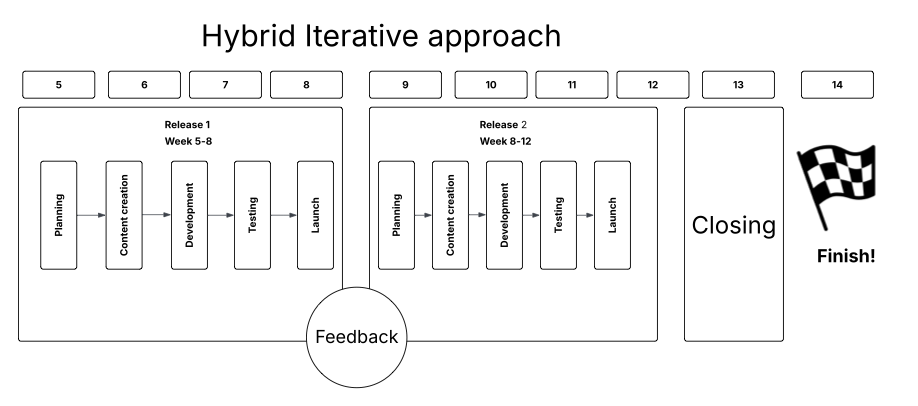 Hybrid Iterative approach
5 6 7 8 9 10 11 12 13 14
Release 1
Week 5-8
Planning
Content creation
Development
Testing
Launch
Release 2
Week 8-12
Planning
Content creation
Development
Testing
Launch
Feedback
Closing
Finish!